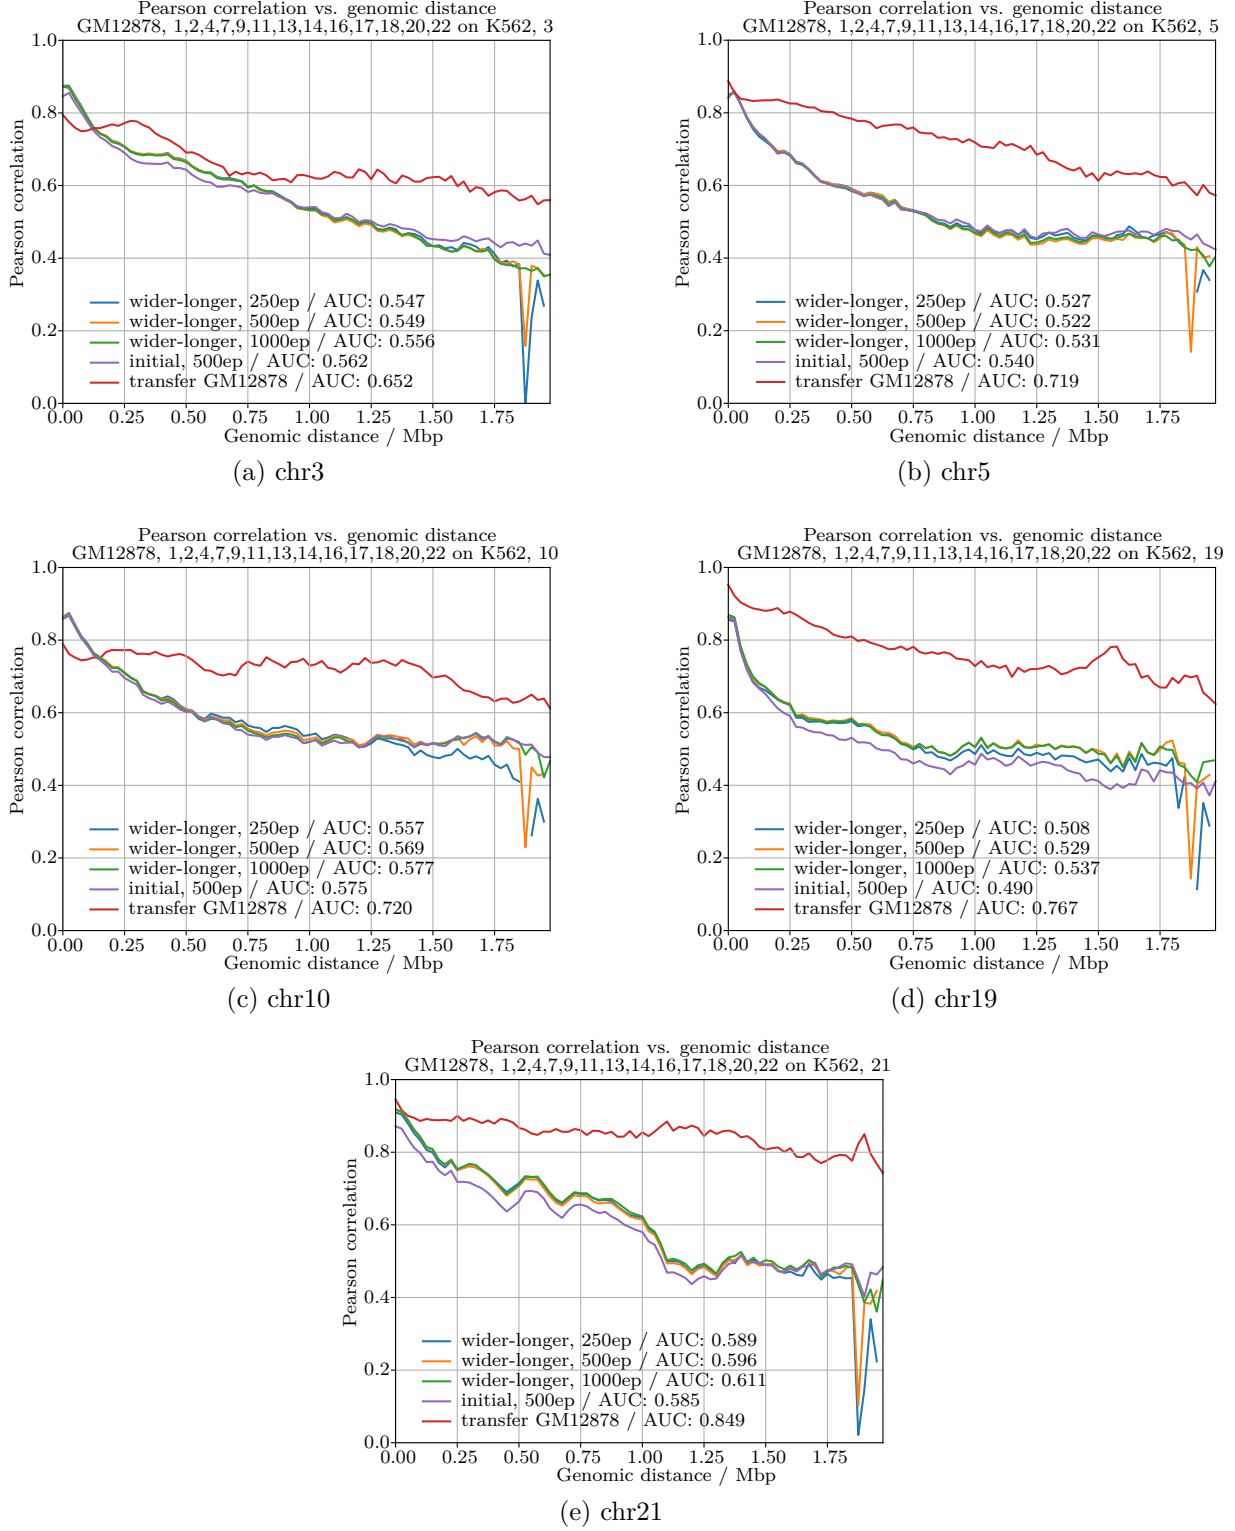 Pearson correlation vs. genomic distance
GM12878, 1,2,4,7,9,11,13,14,16,17,18,20,22 on K562, 3
1.0
0.8
0.6
0.4
0.2
0.0
Pearson correlation
wider-longer, 250ep / AUC: 0.547
wider-longer, 500ep / AUC: 0.549
wider-longer, 1000ep / AUC: 0.556
initial, 500ep / AUC: 0.562
transfer GM12878 / AUC: 0.652
0.00 0.25 0.50 0.75 1.00 1.25 1.50 1.75
Genomic distance / Mbp
(a) chr3
Pearson correlation vs. genomic distance
GM12878, 1,2,4,7,9,11,13,14,16,17,18,20,22 on K562, 5
1.0
0.8
0.6
0.4
0.2
0.0
Pearson correlation
wider-longer, 250ep / AUC: 0.527
wider-longer, 500ep / AUC: 0.522
wider-longer, 1000ep / AUC: 0.531
initial, 500ep / AUC: 0.540
transfer GM12878 / AUC: 0.719
0.00 0.25 0.50 0.75 1.00 1.25 1.50 1.75
Genomic distance / Mbp
(b) chr5
Pearson correlation vs. genomic distance
GM12878, 1,2,4,7,9,11,13,14,16,17,18,20,22 on K562, 10
1.0
0.8
0.6
0.4
0.2
0.0
Pearson correlation
wider-longer, 250ep / AUC: 0.557
wider-longer, 500ep / AUC: 0.569
wider-longer, 1000ep / AUC: 0.577
initial, 500ep / AUC: 0.575
transfer GM12878 / AUC: 0.720
0.00 0.25 0.50 0.75 1.00 1.25 1.50 1.75
Genomic distance / Mbp
(c) chr10
Pearson correlation vs. genomic distance
GM12878, 1,2,4,7,9,11,13,14,16,17,18,20,22 on K562, 19
1.0
0.8
0.6
0.4
0.2
0.0
Pearson correlation
wider-longer, 250ep / AUC: 0.508
wider-longer, 500ep / AUC: 0.529
wider-longer, 1000ep / AUC: 0.537
initial, 500ep / AUC: 0.490
transfer GM12878 / AUC: 0.767
0.00 0.25 0.50 0.75 1.00 1.25 1.50 1.75
Genomic distance / Mbp
(d) chr19
Pearson correlation vs. genomic distance
GM12878, 1,2,4,7,9,11,13,14,16,17,18,20,22 on K562, 21
1.0
0.8
0.6
0.4
0.2
0.0
Pearson correlation
wider-longer, 250ep / AUC: 0.589
wider-longer, 500ep / AUC: 0.596
wider-longer, 1000ep / AUC: 0.611
initial, 500ep / AUC: 0.585
transfer GM12878 / AUC: 0.849
0.00 0.25 0.50 0.75 1.00 1.25 1.50 1.75
Genomic distance / Mbp
(e) chr21